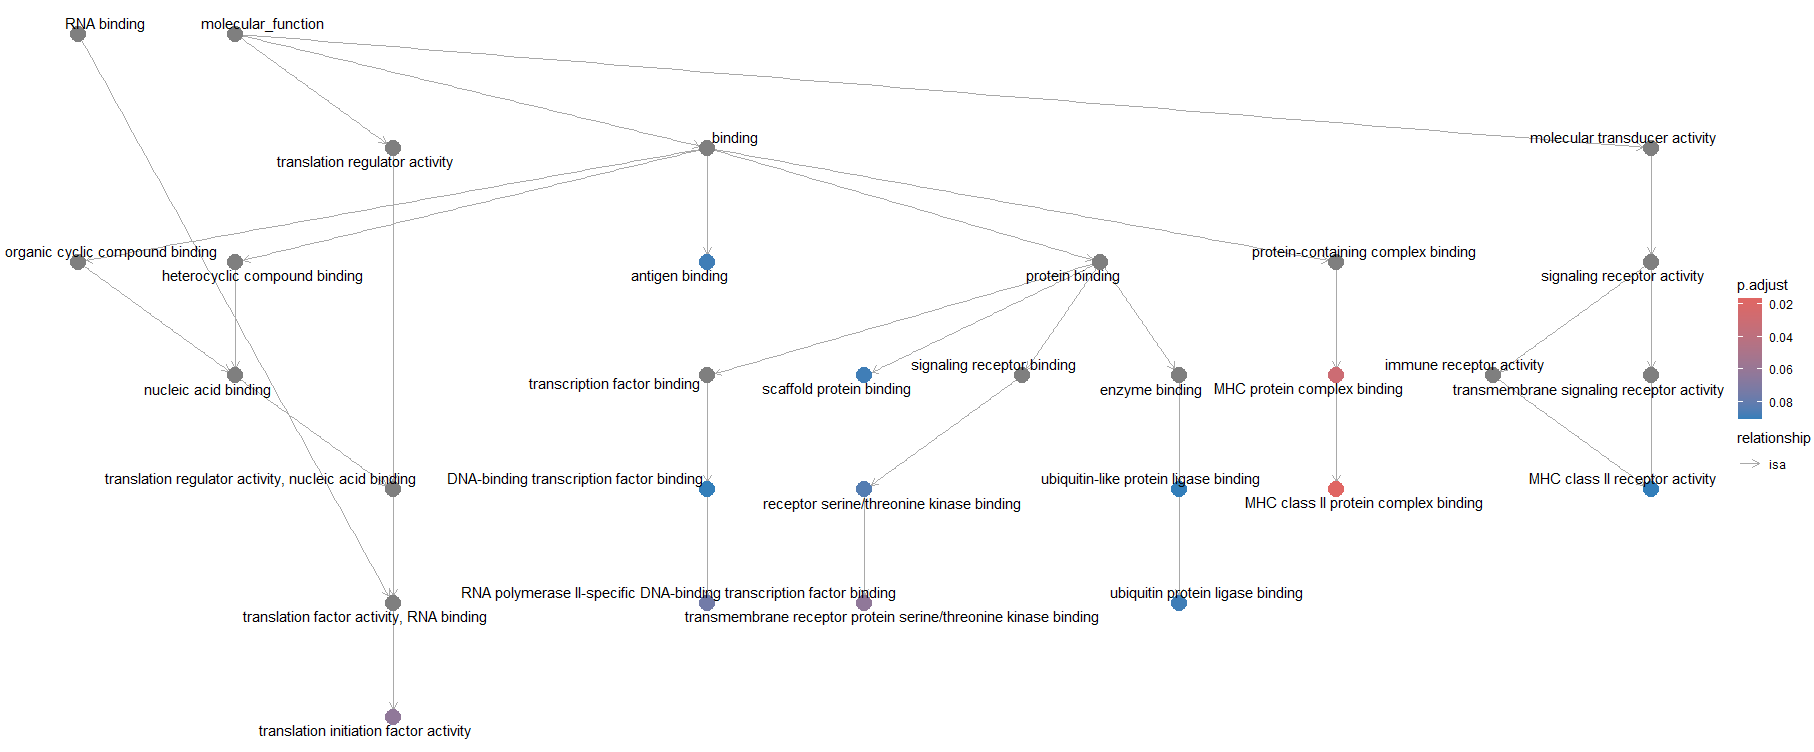 RNA binding
molecular_function
binding
molecular transducer activity
translation regulator activity
organic cyclic compound binding
protein-containing complex binding
heterocyclic compound binding
antigen binding
protein binding
signaling receptor activity
p.adjust
0.02
0.04
0.06
0.08
relationship
isa
signaling receptor binding
immune receptor activity
transcription factor binding
nucleic acid binding
scaffold protein binding
enzyme binding
MHC protein complex binding
transmembrane signaling receptor activity
translation regulator activity, nucleic acid binding
DNA-binding transcription factor binding
ubiquitin-like protein ligase binding
MHC class II receptor activity
receptor serine/threonine kinase binding
MHC class II protein complex binding
RNA polymerase II-specific DNA-binding transcription factor binding
ubiquitin protein ligase binding
translation factor activity, RNA binding
transmembrane receptor protein serine/threonine kinase binding
translation initiation factor activity